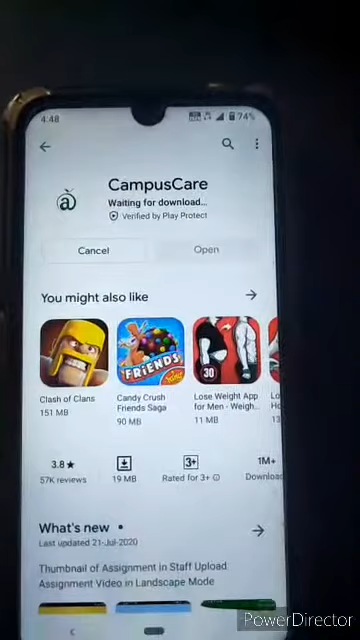 4:48
74%
CampusCare
Waiting for download...
Verified by Play Protect
Cancel
Open
You might also like
Clash of Clans
151 MB
FRiENDS
Saga
Candy Crush
Friends Saga
90 MB
30
Lose Weight App
for Men - Weigh...
11 MB
3.8★
57K reviews
19 MB
3+
Rated for 3+
1M+
Download
What's new
Last updated 21-Jul-2020
Thumbnail of Assignment in Staff Upload
Assignment Video in Landscape Mode
PowerDirector